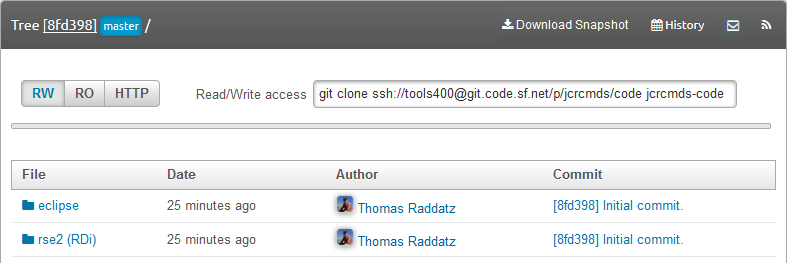 Tree [8fd398] master / Download Snapshot History
RW RO HTTP Read/Write access git clone ssh://tools400@git.code.sf.net/p/jcrcmds/code jcrcmds-code
File Date Author Commit
eclipse 25 minutes ago Thomas Raddatz [8fd398] Initial commit.
rse2 (RDi) 25 minutes ago Thomas Raddatz [8fd398] Initial commit.